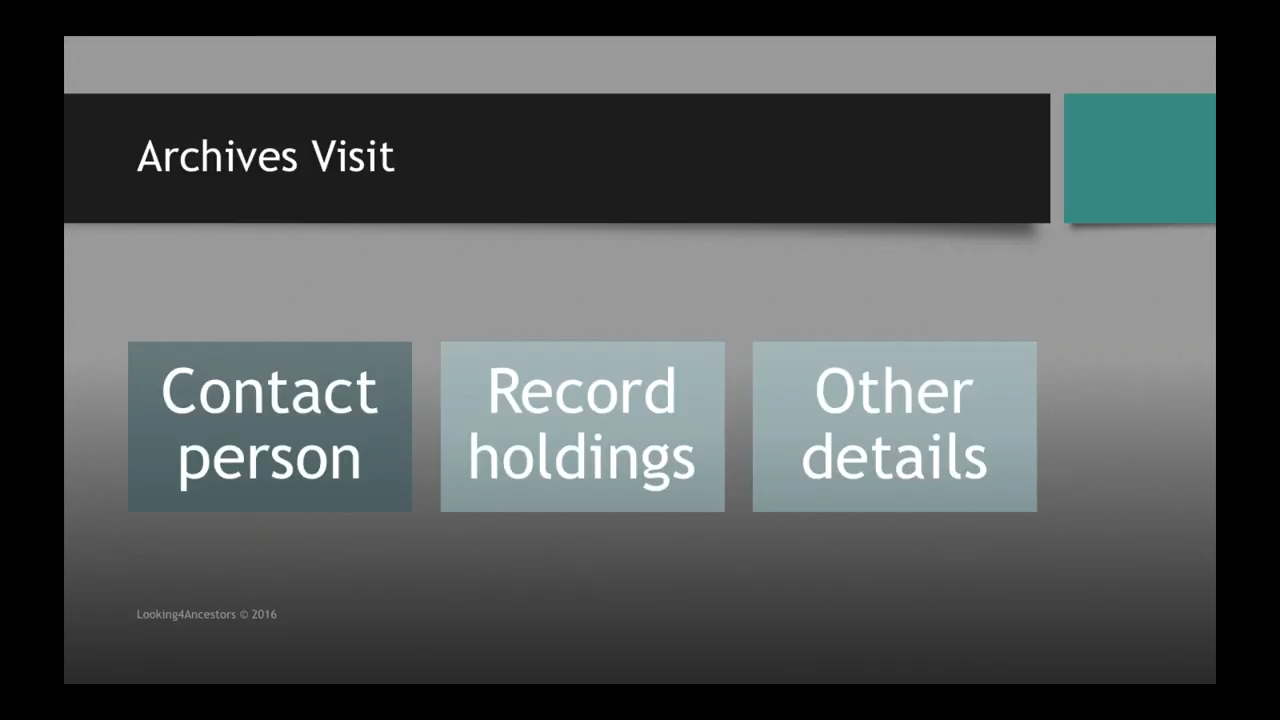 Archives Visit
Contact
person
Record
holdings
Other
details
Looking4Ancestors © 2016